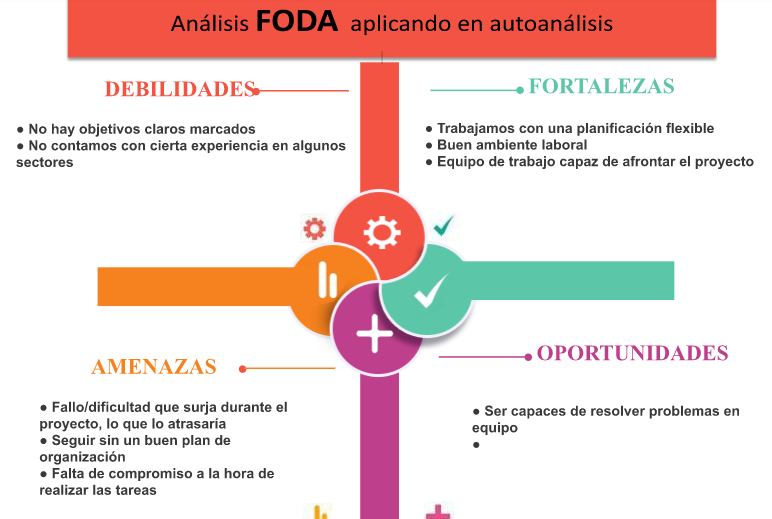 Análisis FODA aplicando en autoanálisis
DEBILIDADES
● No hay objetivos claros marcados
● No contamos con cierta experiencia en algunos
sectores
FORTALEZAS
● Trabajamos con una planificación flexible
● Buen ambiente laboral
● Equipo de trabajo capaz de afrontar el proyecto
AMENAZAS
● Fallo/dificultad que surja durante el
proyecto, lo que lo atrasaría
● Seguir sin un buen plan de
organización
● Falta de compromiso a la hora de
realizar las tareas
OPORTUNIDADES
● Ser capaces de resolver problemas en
equipo
●